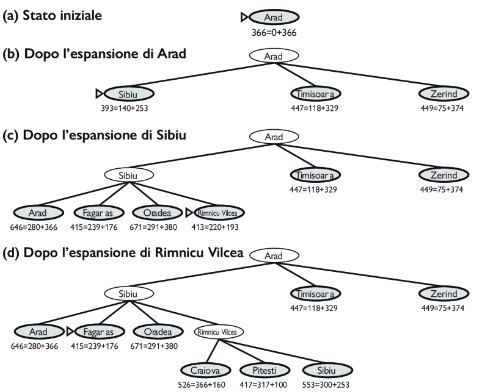 (a) Stato iniziale
Arad
366=0+366
(b) Dopo l'espansione di Arad
Arad
Sibiu
Timisoara
Zerind
393=140+253
447=118+329
449=75+374
(c) Dopo l'espansione di Sibiu
Arad
Sibiu
Timisoara
Zerind
447=118+329
449=75+374
Arad
Fagaras
Oradea
Rimnicu Vilcea
646=280+366
415=239+176
671=291+380
413=220+193
(d) Dopo l'espansione di Rimnicu Vilcea
Arad
Sibiu
Timisoara
Zerind
447=118+329
449=75+374
Arad
Fagaras
Oradea
Rimnicu Vilcea
646=280+366
415=239+176
671=291+380
Craiova
Pitesti
Sibiu
526=366+160
417=317+100
553=300+253